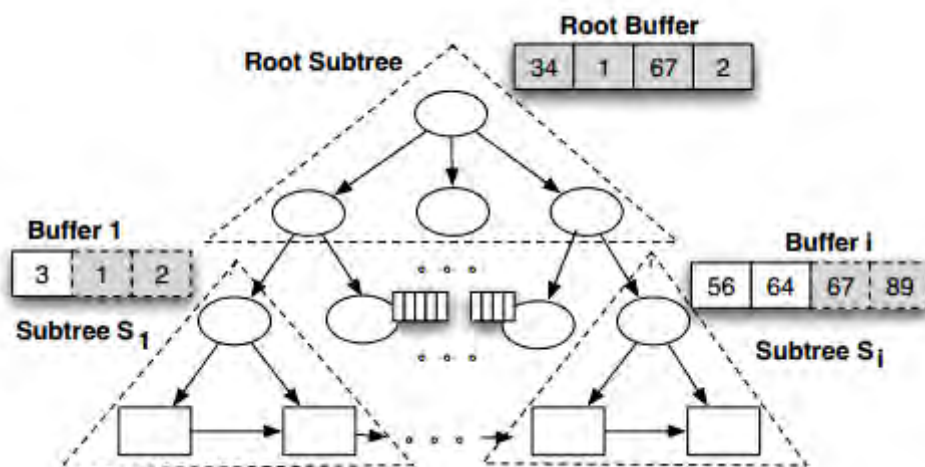 Root Buffer
Root Subtree
34 1 67 2
Buffer 1
3 1 2
Buffer i
56 64 67 89
Subtree S1
Subtree Si